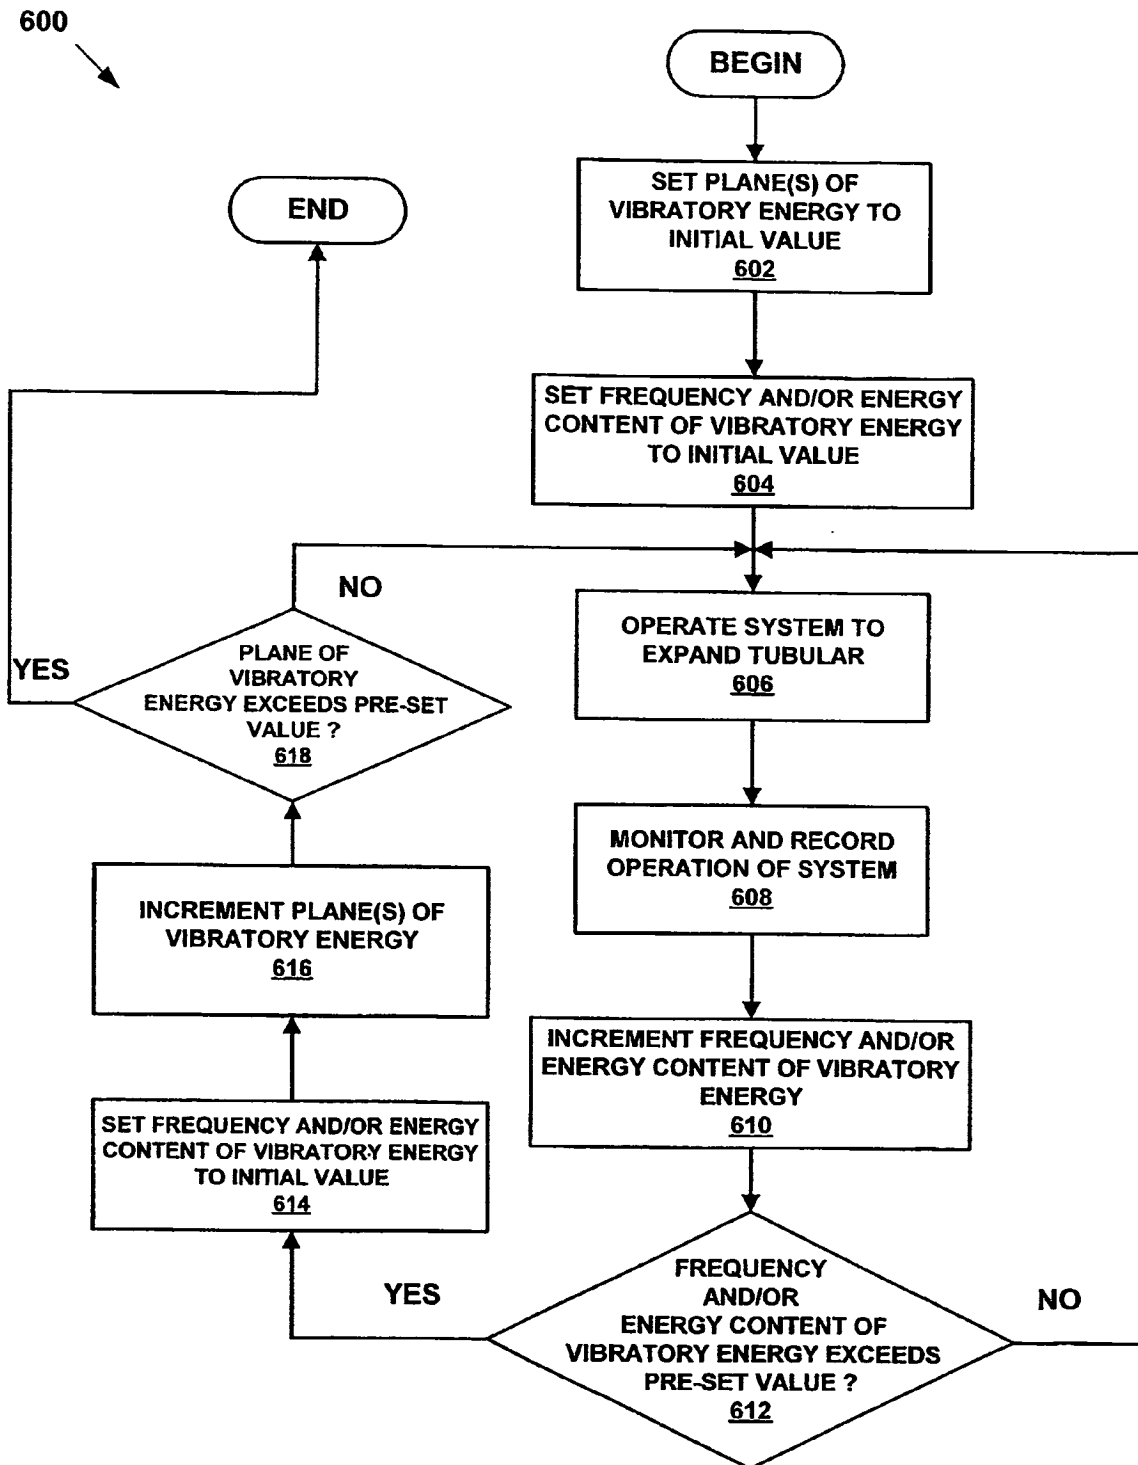 600
BEGIN
SET PLANE(S) OF
VIBRATORY ENERGY TO
INITIAL VALUE
602
END
SET FREQUENCY AND/OR ENERGY
CONTENT OF VIBRATORY ENERGY
TO INITIAL VALUE
604
NO
OPERATE SYSTEM TO
EXPAND TUBULAR
606
YES
PLANE OF
VIBRATORY
ENERGY EXCEEDS PRE-SET
VALUE ?
618
MONITOR AND RECORD
OPERATION OF SYSTEM
608
INCREMENT PLANE(S) OF
VIBRATORY ENERGY
616
INCREMENT FREQUENCY AND/OR
ENERGY CONTENT OF VIBRATORY
ENERGY
610
SET FREQUENCY AND/OR ENERGY
CONTENT OF VIBRATORY ENERGY
TO INITIAL VALUE
614
YES
FREQUENCY
AND/OR
ENERGY CONTENT OF
VIBRATORY ENERGY EXCEEDS
PRE-SET VALUE ?
612
NO